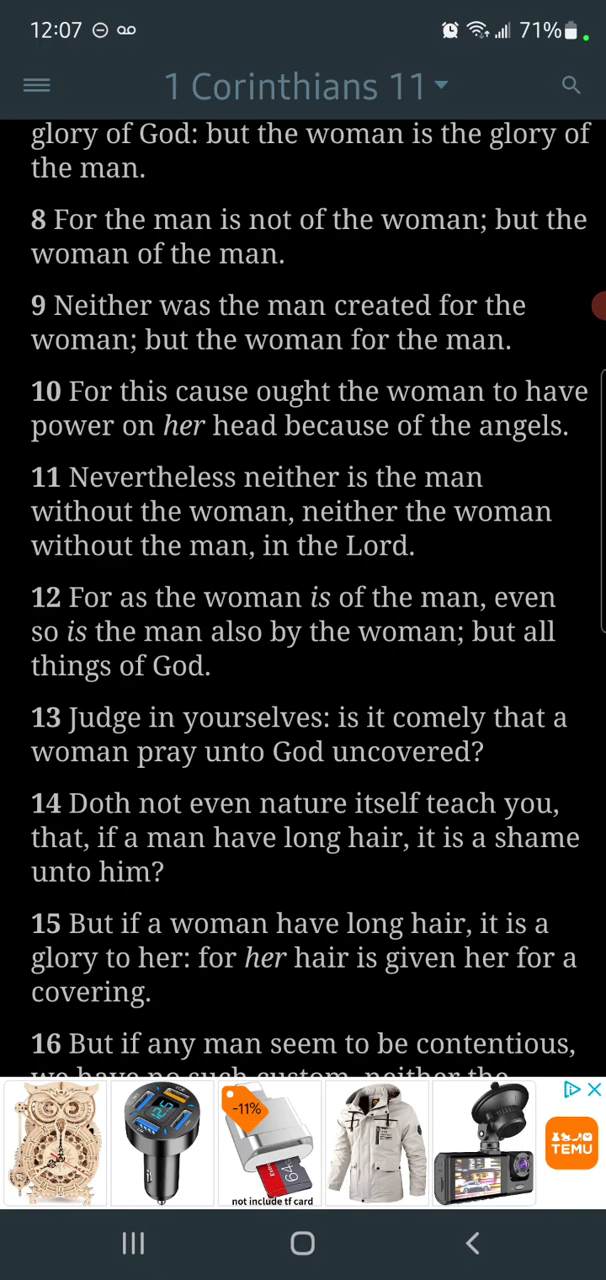 12:07
71%
1 Corinthians 11
glory of God: but the woman is the glory of
the man.
8 For the man is not of the woman; but the
woman of the man.
9 Neither was the man created for the
woman; but the woman for the man.
10 For this cause ought the woman to have
power on her head because of the angels.
11 Nevertheless neither is the man
without the woman, neither the woman
without the man, in the Lord.
12 For as the woman is of the man, even
so is the man also by the woman; but all
things of God.
13 Judge in yourselves: is it comely that a
woman pray unto God uncovered?
14 Doth not even nature itself teach you,
that, if a man have long hair, it is a shame
unto him?
15 But if a woman have long hair, it is a
glory to her: for her hair is given her for a
covering.
16 But if any man seem to be contentious,
we have no such custom, neither the
-11%
64
not include tf card
TEMU